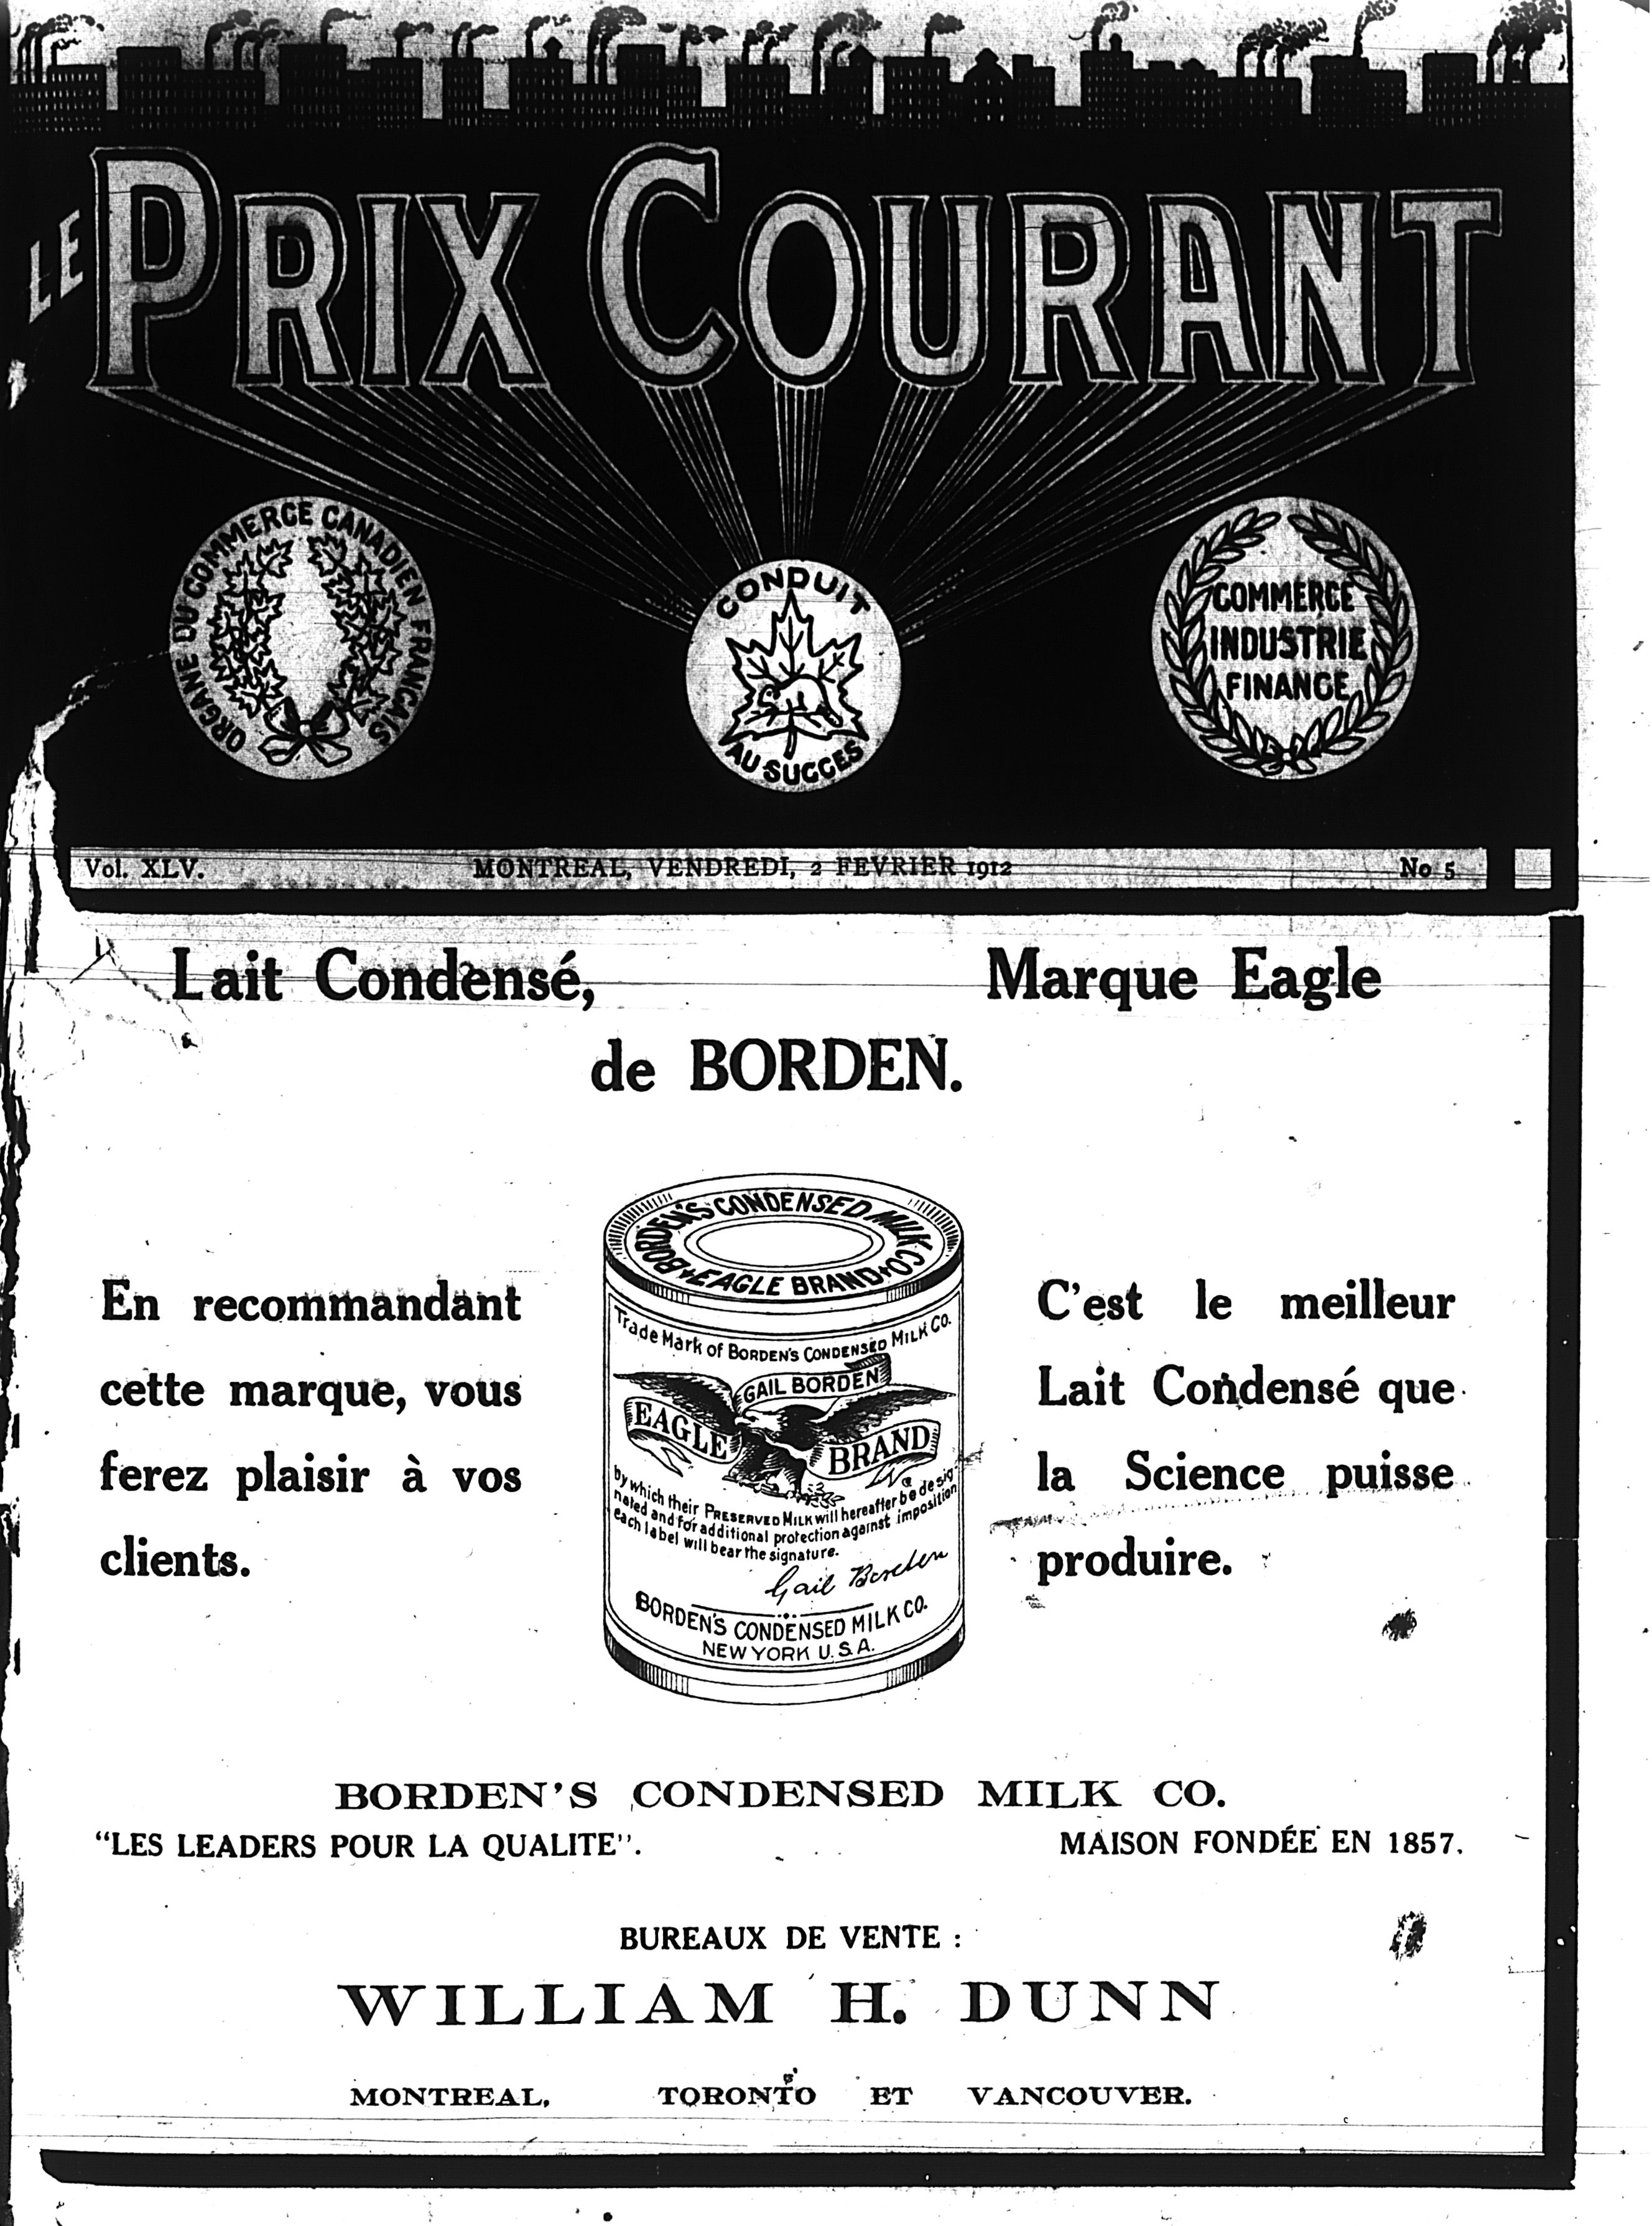 LE PRIX COURANT
ORGANE DU COMMERCE CANADIEN FRANÇAIS
CONDUIT
AU SUCCES
COMMERCE
INDUSTRIE
FINANCE
Vol. XLV. MONTREAL, VENDREDI, 2 FEVRIER 1912 No 5
Lait Condensé, Marque Eagle
de BORDEN.
En recommandant
cette marque, vous
ferez plaisir à vos
clients.
BORDEN'S CONDENSED MILK CO
EAGLE BRAND
Trade Mark of BORDEN'S CONDENSED MILK CO.
GAIL BORDEN
EAGLE BRAND
by which their PRESERVED MILK will hereafter be desig-
nated and for additional protection against imposition
each label will bear the signature.
Gail Borden
BORDEN'S CONDENSED MILK CO.
NEW YORK U.S.A.
C'est le meilleur
Lait Condensé que
la Science puisse
produire.
BORDEN'S CONDENSED MILK CO.
"LES LEADERS POUR LA QUALITE". MAISON FONDÉE EN 1857.
BUREAUX DE VENTE :
WILLIAM H. DUNN
MONTREAL, TORONTO ET VANCOUVER.